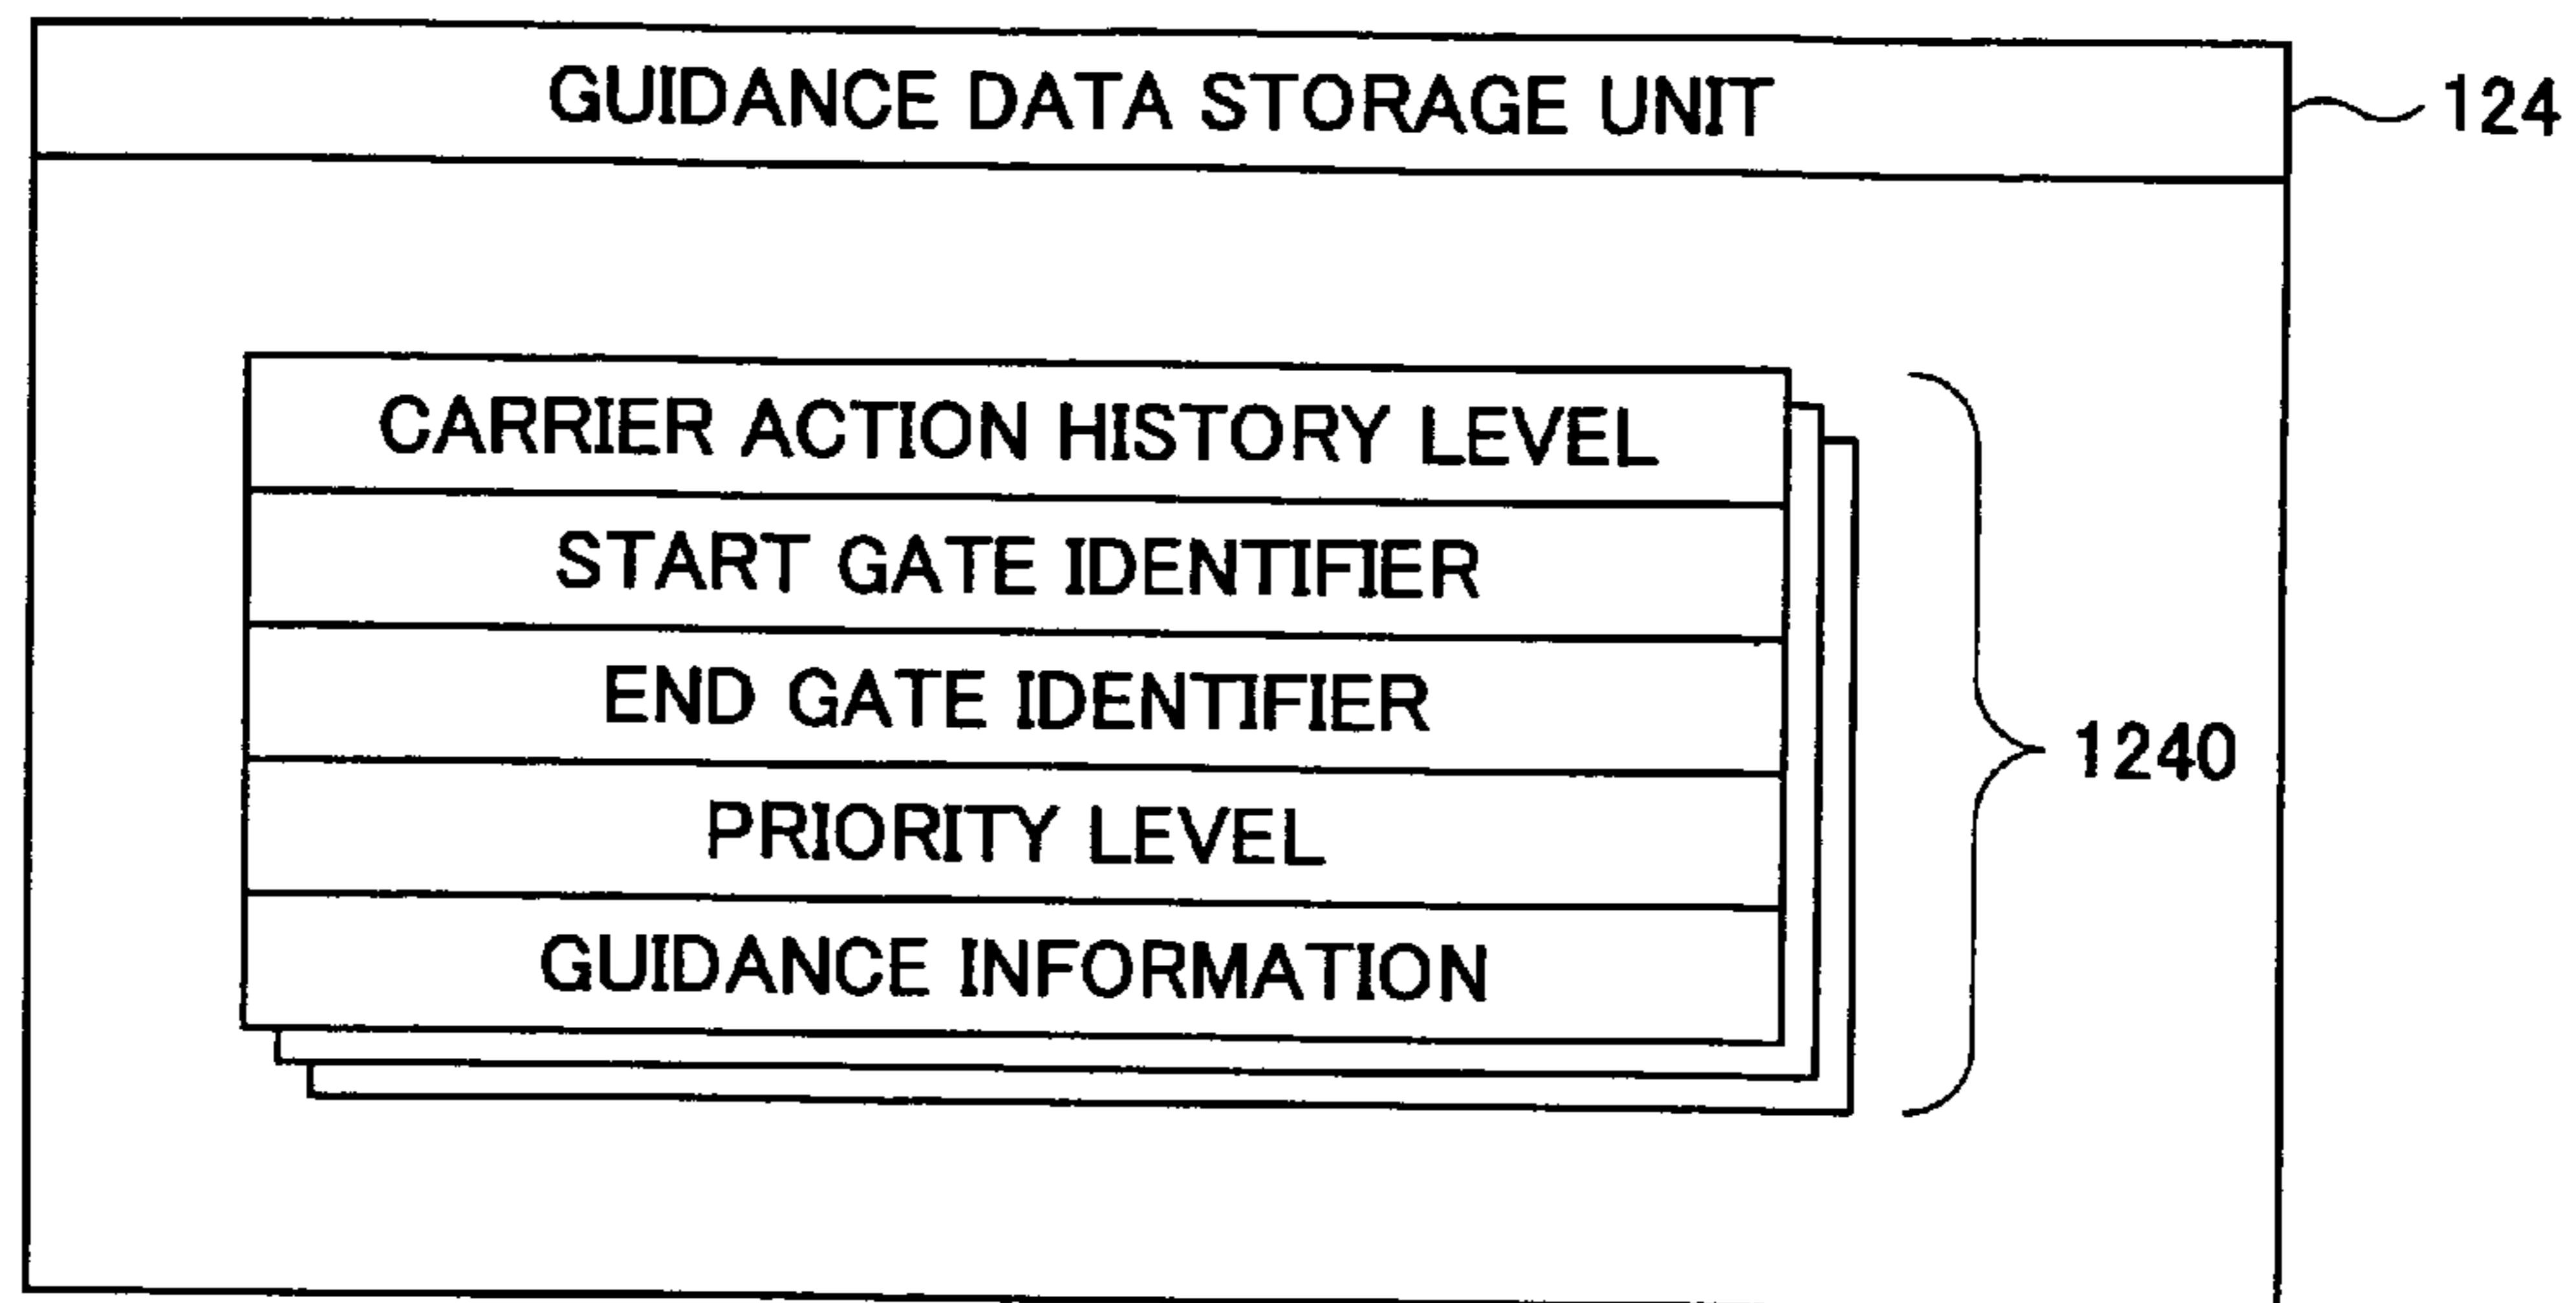 GUIDANCE DATA STORAGE UNIT
124
CARRIER ACTION HISTORY LEVEL
START GATE IDENTIFIER
END GATE IDENTIFIER
1240
PRIORITY LEVEL
GUIDANCE INFORMATION